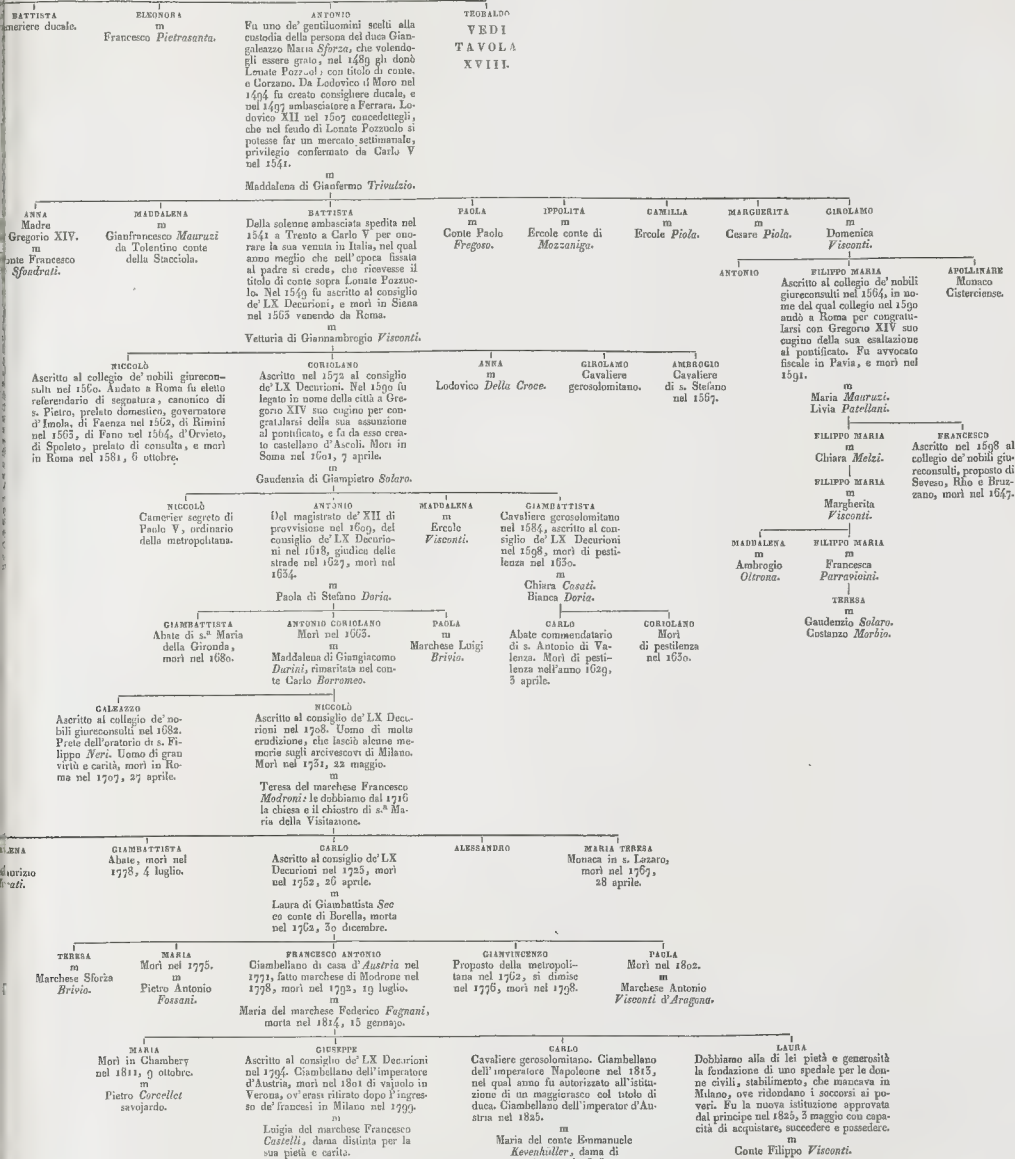 BATTISTA
meriere ducale.
ELEONORA
m
Francesco Pietrasanta.
ANTONIO
Fu uno de' gentiluomini scelti alla
custodia della persona del duca Gian-
galeazzo Maria Sforza, che volendo-
gli essere grato, nel 1489 gli donò
Lonate Pozzuolo con titolo di conte,
e Gorzano. Da Lodovico il Moro nel
1494 fu creato consigliere ducale, e
nel 1497 ambasciatore a Ferrara. Lo-
dovico XII nel 1507 concedettegli,
che nel feudo di Lonate Pozzuolo si
potesse far un mercato settimanale,
privilegio confermato da Carlo V
nel 1541.
m
Maddalena di Gianfermo Trivulzio.
TEOBALDO
VEDI
TAVOLA
XVIII.
ANNA
Madre
Gregorio XIV.
m
nte Francesco
Sfondrati.
MADDALENA
m
Gianfrancesco Mauruzi
da Tolentino conte
della Stacciola.
BATTISTA
Della solenne ambasciata spedita nel
1541 a Trento a Carlo V per ono-
rare la sua venuta in Italia, nel qual
anno meglio che nell'epoca fissata
al padre si crede, che ricevesse il
titolo di conte sopra Lonate Pozzuo-
lo. Nel 1549 fu ascritto al consiglio
de' LX Decurioni, e morì in Siena
nel 1563 venendo da Roma.
m
Vetturia di Giannambrogio Visconti.
PAOLA
m
Conte Paolo
Fregoso.
IPPOLITA
m
Ercole conte di
Mozzaniga.
CAMILLA
m
Ercole Piola.
MARGUERITA
m
Cesare Piola.
GIROLAMO
m
Domenica
Visconti.
ANTONIO
FILIPPO MARIA
Ascritto al collegio de' nobili
giureconsulti nel 1564, in no-
me del qual collegio nel 1590
andò a Roma per congratu-
larsi con Gregorio XIV suo
cugino della sua esaltazione
al pontificato. Fu avvocato
fiscale in Pavia, e morì nel
1591.
m
Maria Mauruzi.
Livia Patellani.
APOLLINARE
Monaco
Cisterciense.
NICCOLÒ
Ascritto al collegio de' nobili giurecon-
sulti nel 1560. Andato a Roma fu eletto
referendario di segnatura, canonico di
s. Pietro, prelato domestico, governatore
d'Imola, di Faenza nel 1562, di Rimini
nel 1563, di Fano nel 1564, d'Orvieto,
di Spoleto, prelato di consulta, e morì
in Roma nel 1581, 6 ottobre.
CORIOLANO
Ascritto nel 1572 al consiglio
de' LX Decurioni. Nel 1590 fu
legato in nome della città a Gre-
gorio XIV suo cugino per con-
gratularsi della sua assunzione
al pontificato, e fu da esso crea-
to castellano d'Ascoli. Morì in
Soma nel 1601, 7 aprile.
m
Gaudenzia di Giampietro Solaro.
ANNA
m
Lodovico Della Croce.
GIROLAMO
Cavaliere
gerosolomitano.
AMBROGIO
Cavaliere
di s. Stefano
nel 1567.
FILIPPO MARIA
m
Chiara Melzi.
FILIPPO MARIA
m
Margherita
Visconti.
FRANCESCO
Ascritto nel 1598 al
collegio de' nobili giu-
reconsulti, proposto di
Seveso, Rho e Bruz-
zano, morì nel 1647.
NICCOLÒ
Camerier segreto di
Paolo V, ordinario
della metropolitana.
ANTONIO
Del magistrato de' XII di
provvisione nel 1609, del
consiglio de' LX Decurio-
ni nel 1618, giudice delle
strade nel 1627, morì nel
1634.
m
Paola di Stefano Doria.
MADDALENA
m
Ercole
Visconti.
GIAMBATTISTA
Cavaliere gerosolomitano
nel 1584, ascritto al con-
siglio de' LX Decurioni
nel 1598, morì di pesti-
lenza nel 1630.
m
Chiara Casati.
Bianca Doria.
MADDALENA
m
Ambrogio
Oltrona.
FILIPPO MARIA
m
Francesca
Parravicini.
TERESA
m
Gaudenzio Solaro.
Costanzo Morbio.
GIAMBATTISTA
Abate di s.ª Maria
della Gironda,
morì nel 1680.
ANTONIO CORIOLANO
Morì nel 1663.
m
Maddalena di Giangiacomo
Durini, rimaritata nel con-
te Carlo Borromeo.
PAOLA
m
Marchese Luigi
Brivio.
CARLO
Abate commendatario
di s. Antonio di Va-
lenza. Morì di pesti-
lenza nell'anno 1629,
3 aprile.
CORIOLANO
Morì
di pestilenza
nel 1630.
GALEAZZO
Ascritto al collegio de' no-
bili giureconsulti nel 1682.
Prete dell'oratorio di s. Fi-
lippo Neri. Uomo di gran
virtù e carità, morì in Ro-
ma nel 1707, 27 aprile.
NICCOLÒ
Ascritto al consiglio de' LX Decu-
rioni nel 1708. Uomo di molta
erudizione, che lasciò alcune me-
morie sugli arcivescovi di Milano.
Morì nel 1731, 22 maggio.
m
Teresa del marchese Francesco
Modroni: le dobbiamo dal 1716
la chiesa e il chiostro di s.ª Ma-
ria della Visitazione.
LENA
aurizio
rati.
GIAMBATTISTA
Abate, morì nel
1778, 4 luglio.
CARLO
Ascritto al consiglio de' LX
Decurioni nel 1725, morì
nel 1752, 26 aprile.
m
Laura di Giambattista Sec
co conte di Borella, morta
nel 1762, 30 dicembre.
ALESSANDRO
MARIA TERESA
Monaca in s. Lazaro,
morì nel 1767,
28 aprile.
TERESA
m
Marchese Sforza
Brivio.
MARIA
Morì nel 1775.
m
Pietro Antonio
Fossani.
FRANCESCO ANTONIO
Ciambellano di casa d'Austria nel
1771, fatto marchese di Modrone nel
1778, morì nel 1792, 19 luglio.
m
Maria del marchese Federico Fagnani,
morta nel 1814, 15 gennajo.
GIANVINCENZO
Proposto della metropoli-
tana nel 1762, si dimise
nel 1776, morì nel 1798.
PAOLA
Morì nel 1802.
m
Marchese Antonio
Visconti d'Aragona.
MARIA
Morì in Chambery
nel 1811, 9 ottobre.
m
Pietro Corcellet
savojardo.
GIUSEPPE
Ascritto al consiglio de' LX Decurioni
nel 1794. Ciambellano dell'imperatore
d'Austria, morì nel 1801 di vajuolo in
Verona, ov'erasi ritirato dopo l'ingres-
so de' francesi in Milano nel 1799.
m
Luigia del marchese Francesco
Castelli, dama distinta per la
sua pietà e carità.
CARLO
Cavaliere gerosolomitano. Ciambellano
dell'imperatore Napoleone nel 1813,
nel qual anno fu autorizzato all'istitu-
zione di un maggiorasco col titolo di
duca. Ciambellano dell'imperator d'Au-
stria nel 1825.
m
Maria del conte Emmanuele
Kevenhuller, dama di
LAURA
Dobbiamo alla di lei pietà e generosità
la fondazione di uno spedale per le don-
ne civili, stabilimento, che mancava in
Milano, ove ridondano i soccorsi ai po-
veri. Fu la nuova istituzione approvata
dal principe nel 1825, 3 maggio con capa-
cità di acquistare, succedere e possedere.
m
Conte Filippo Visconti.